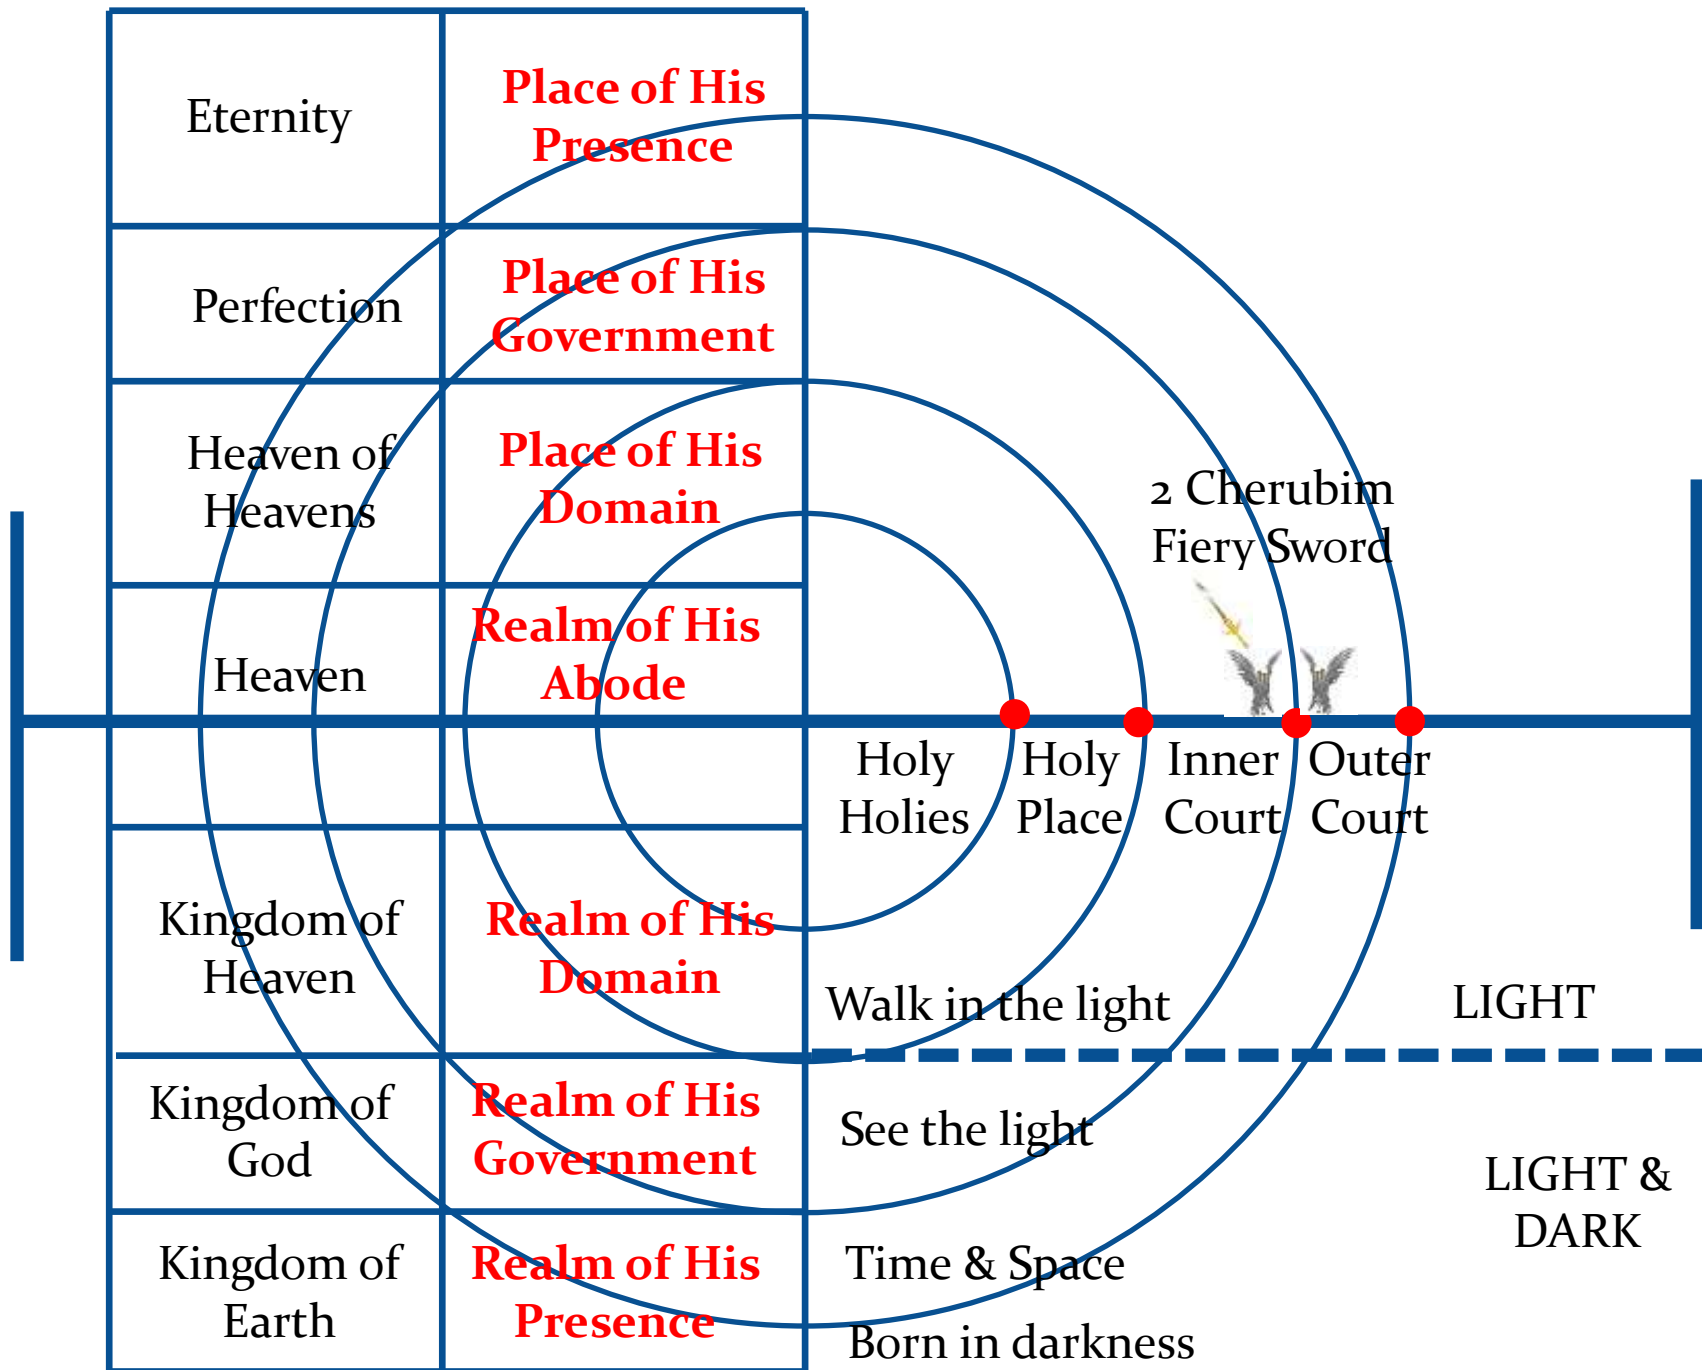 Eternity
Place of His
Presence
Perfection
Place of His
Government
Heaven of
Heavens
Place of His
Domain
2 Cherubim
Fiery Sword
Heaven
Realm of His
Abode
Holy
Holies
Holy
Place
Inner
Court
Outer
Court
Kingdom of
Heaven
Realm of His
Domain
Walk in the light
LIGHT
Kingdom of
God
Realm of His
Government
See the light
LIGHT &
DARK
Kingdom of
Earth
Realm of His
Presence
Time & Space
Born in darkness